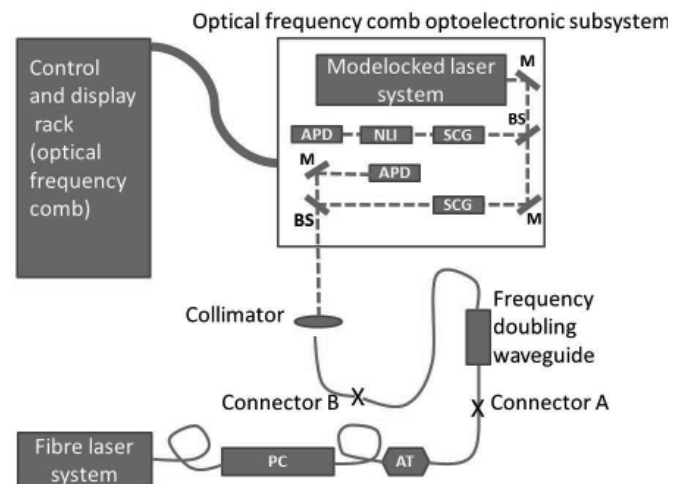 Optical frequency comb optoelectronic subsystem
Control
and display
rack
(optical
frequency
comb)
Modelocked laser
system
M
BS
APD
NLI
SCG
M
APD
BS
SCG
M
Collimator
Frequency
doubling
waveguide
Connector B
X
X
Connector A
Fibre laser
system
PC
AT